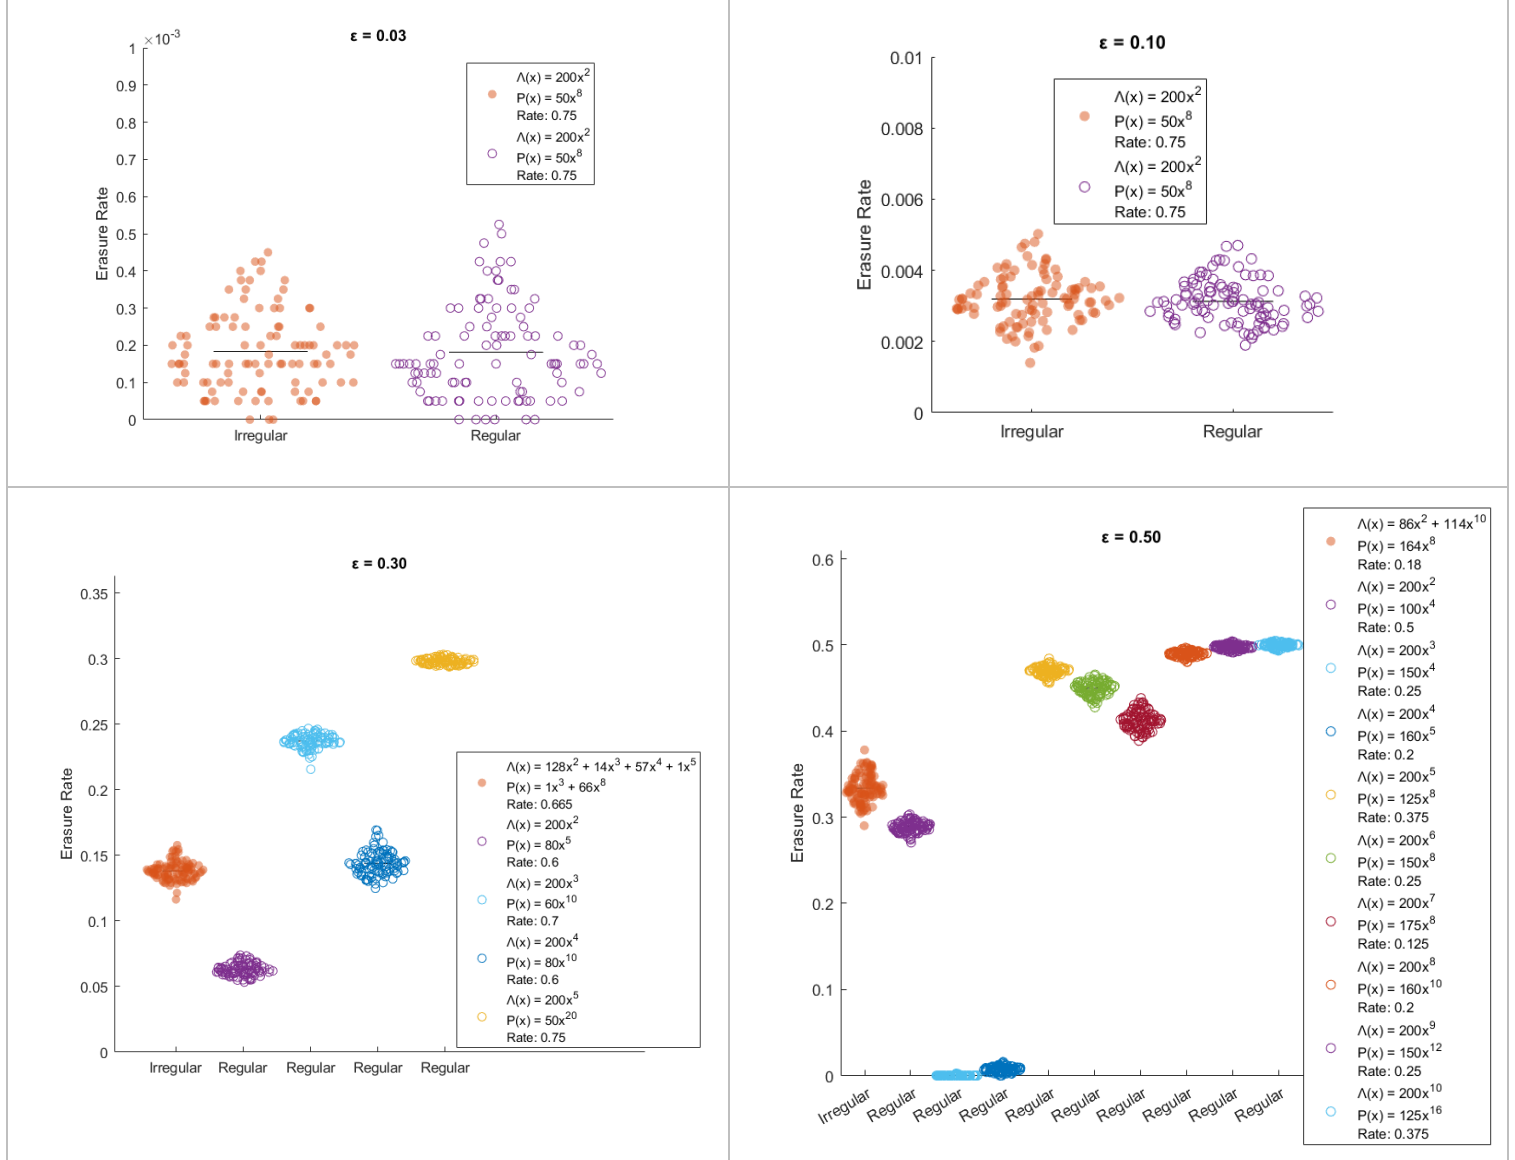 ×10⁻³
ε = 0.03
1
0.9
0.8
0.7
0.6
0.5
0.4
0.3
0.2
0.1
0
Erasure Rate
Λ(x) = 200x²
P(x) = 50x⁸
Rate: 0.75
Λ(x) = 200x²
P(x) = 50x⁸
Rate: 0.75
Irregular
Regular
ε = 0.10
0.01
0.008
0.006
0.004
0.002
0
Erasure Rate
Λ(x) = 200x²
P(x) = 50x⁸
Rate: 0.75
Λ(x) = 200x²
P(x) = 50x⁸
Rate: 0.75
Irregular
Regular
ε = 0.30
0.35
0.3
0.25
0.2
0.15
0.1
0.05
0
Erasure Rate
Λ(x) = 128x² + 14x³ + 57x⁴ + 1x⁵
P(x) = 1x³ + 66x⁸
Rate: 0.665
Λ(x) = 200x²
P(x) = 80x⁵
Rate: 0.6
Λ(x) = 200x³
P(x) = 60x¹⁰
Rate: 0.7
Λ(x) = 200x⁴
P(x) = 80x¹⁰
Rate: 0.6
Λ(x) = 200x⁵
P(x) = 50x²⁰
Rate: 0.75
Irregular
Regular
Regular
Regular
Regular
ε = 0.50
0.6
0.5
0.4
0.3
0.2
0.1
0
Erasure Rate
Λ(x) = 86x² + 114x¹⁰
P(x) = 164x⁸
Rate: 0.18
Λ(x) = 200x²
P(x) = 100x⁴
Rate: 0.5
Λ(x) = 200x³
P(x) = 150x⁴
Rate: 0.25
Λ(x) = 200x⁴
P(x) = 160x⁵
Rate: 0.2
Λ(x) = 200x⁵
P(x) = 125x⁸
Rate: 0.375
Λ(x) = 200x⁶
P(x) = 150x⁸
Rate: 0.25
Λ(x) = 200x⁷
P(x) = 175x⁸
Rate: 0.125
Λ(x) = 200x⁸
P(x) = 160x¹⁰
Rate: 0.2
Λ(x) = 200x⁹
P(x) = 150x¹²
Rate: 0.25
Λ(x) = 200x¹⁰
P(x) = 125x¹⁶
Rate: 0.375
Irregular
Regular
Regular
Regular
Regular
Regular
Regular
Regular
Regular
Regular